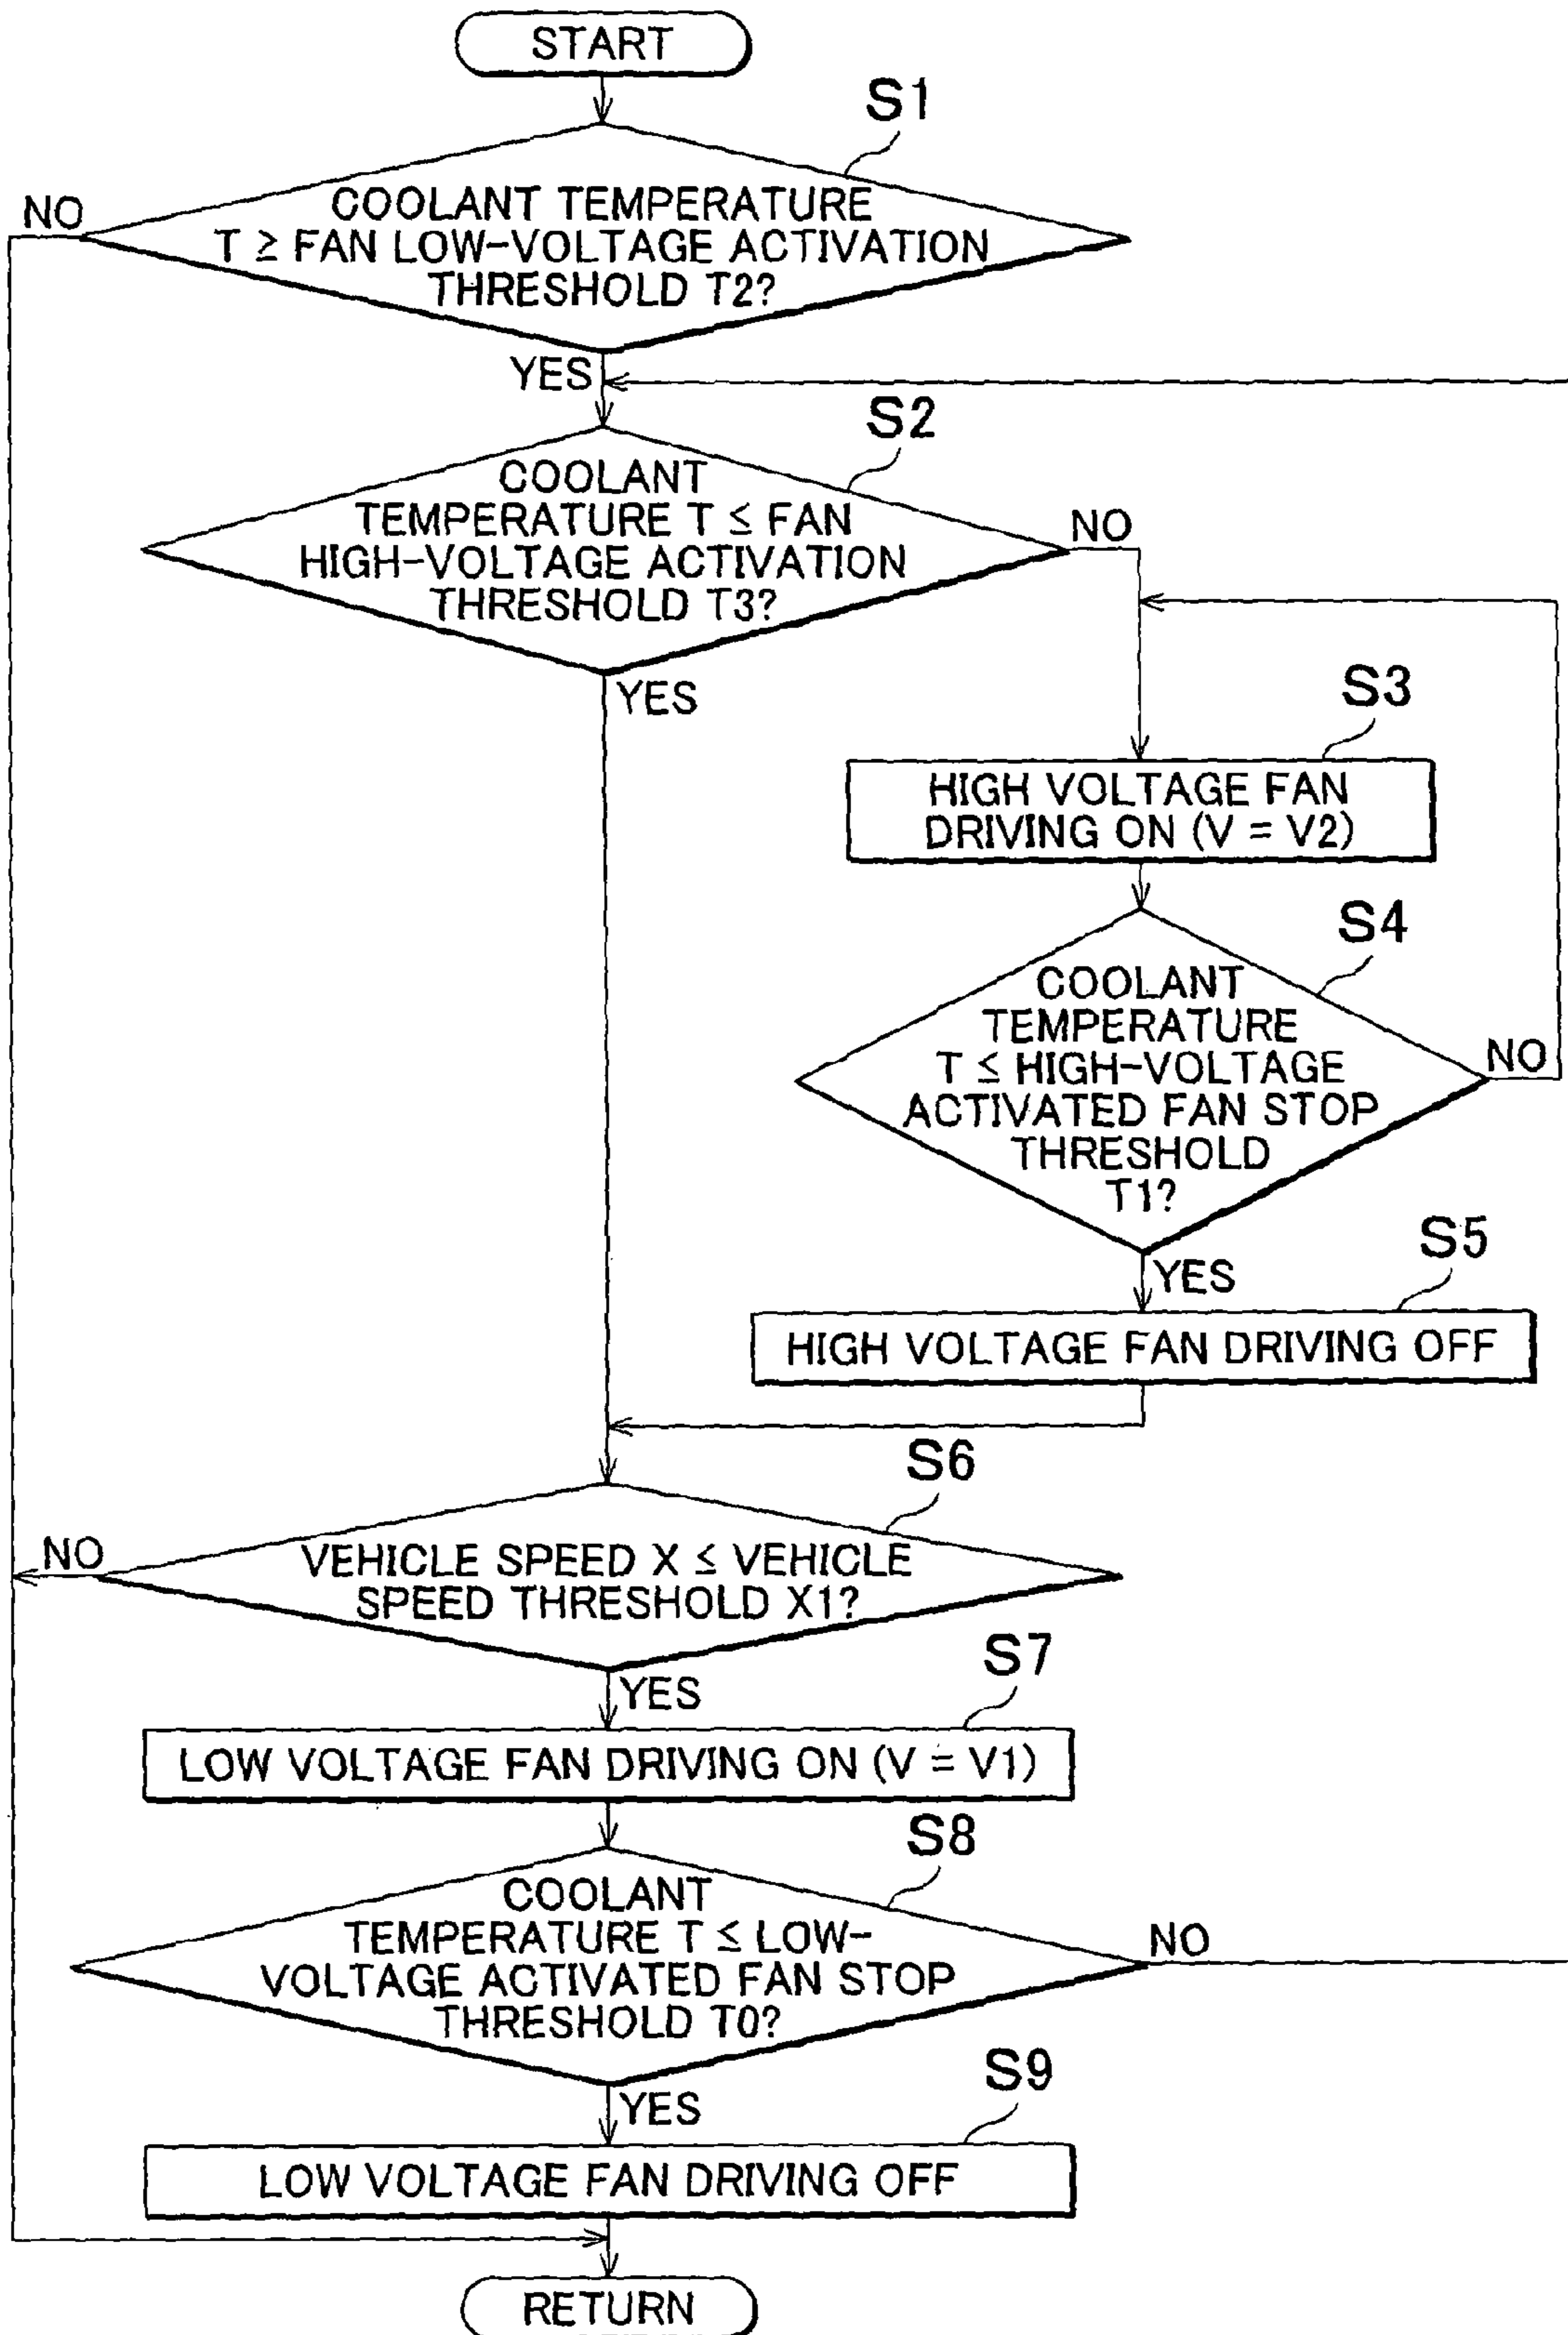 START
S1
NO
COOLANT TEMPERATURE
T ≥ FAN LOW-VOLTAGE ACTIVATION
THRESHOLD T2?
YES
S2
COOLANT
TEMPERATURE T ≤ FAN
HIGH-VOLTAGE ACTIVATION
THRESHOLD T3?
NO
YES
S3
HIGH VOLTAGE FAN
DRIVING ON (V = V2)
S4
COOLANT
TEMPERATURE
T ≤ HIGH-VOLTAGE
ACTIVATED FAN STOP
THRESHOLD
T1?
NO
YES
S5
HIGH VOLTAGE FAN DRIVING OFF
S6
NO
VEHICLE SPEED X ≤ VEHICLE
SPEED THRESHOLD X1?
YES
S7
LOW VOLTAGE FAN DRIVING ON (V = V1)
S8
COOLANT
TEMPERATURE T ≤ LOW-
VOLTAGE ACTIVATED FAN STOP
THRESHOLD T0?
NO
YES
S9
LOW VOLTAGE FAN DRIVING OFF
RETURN